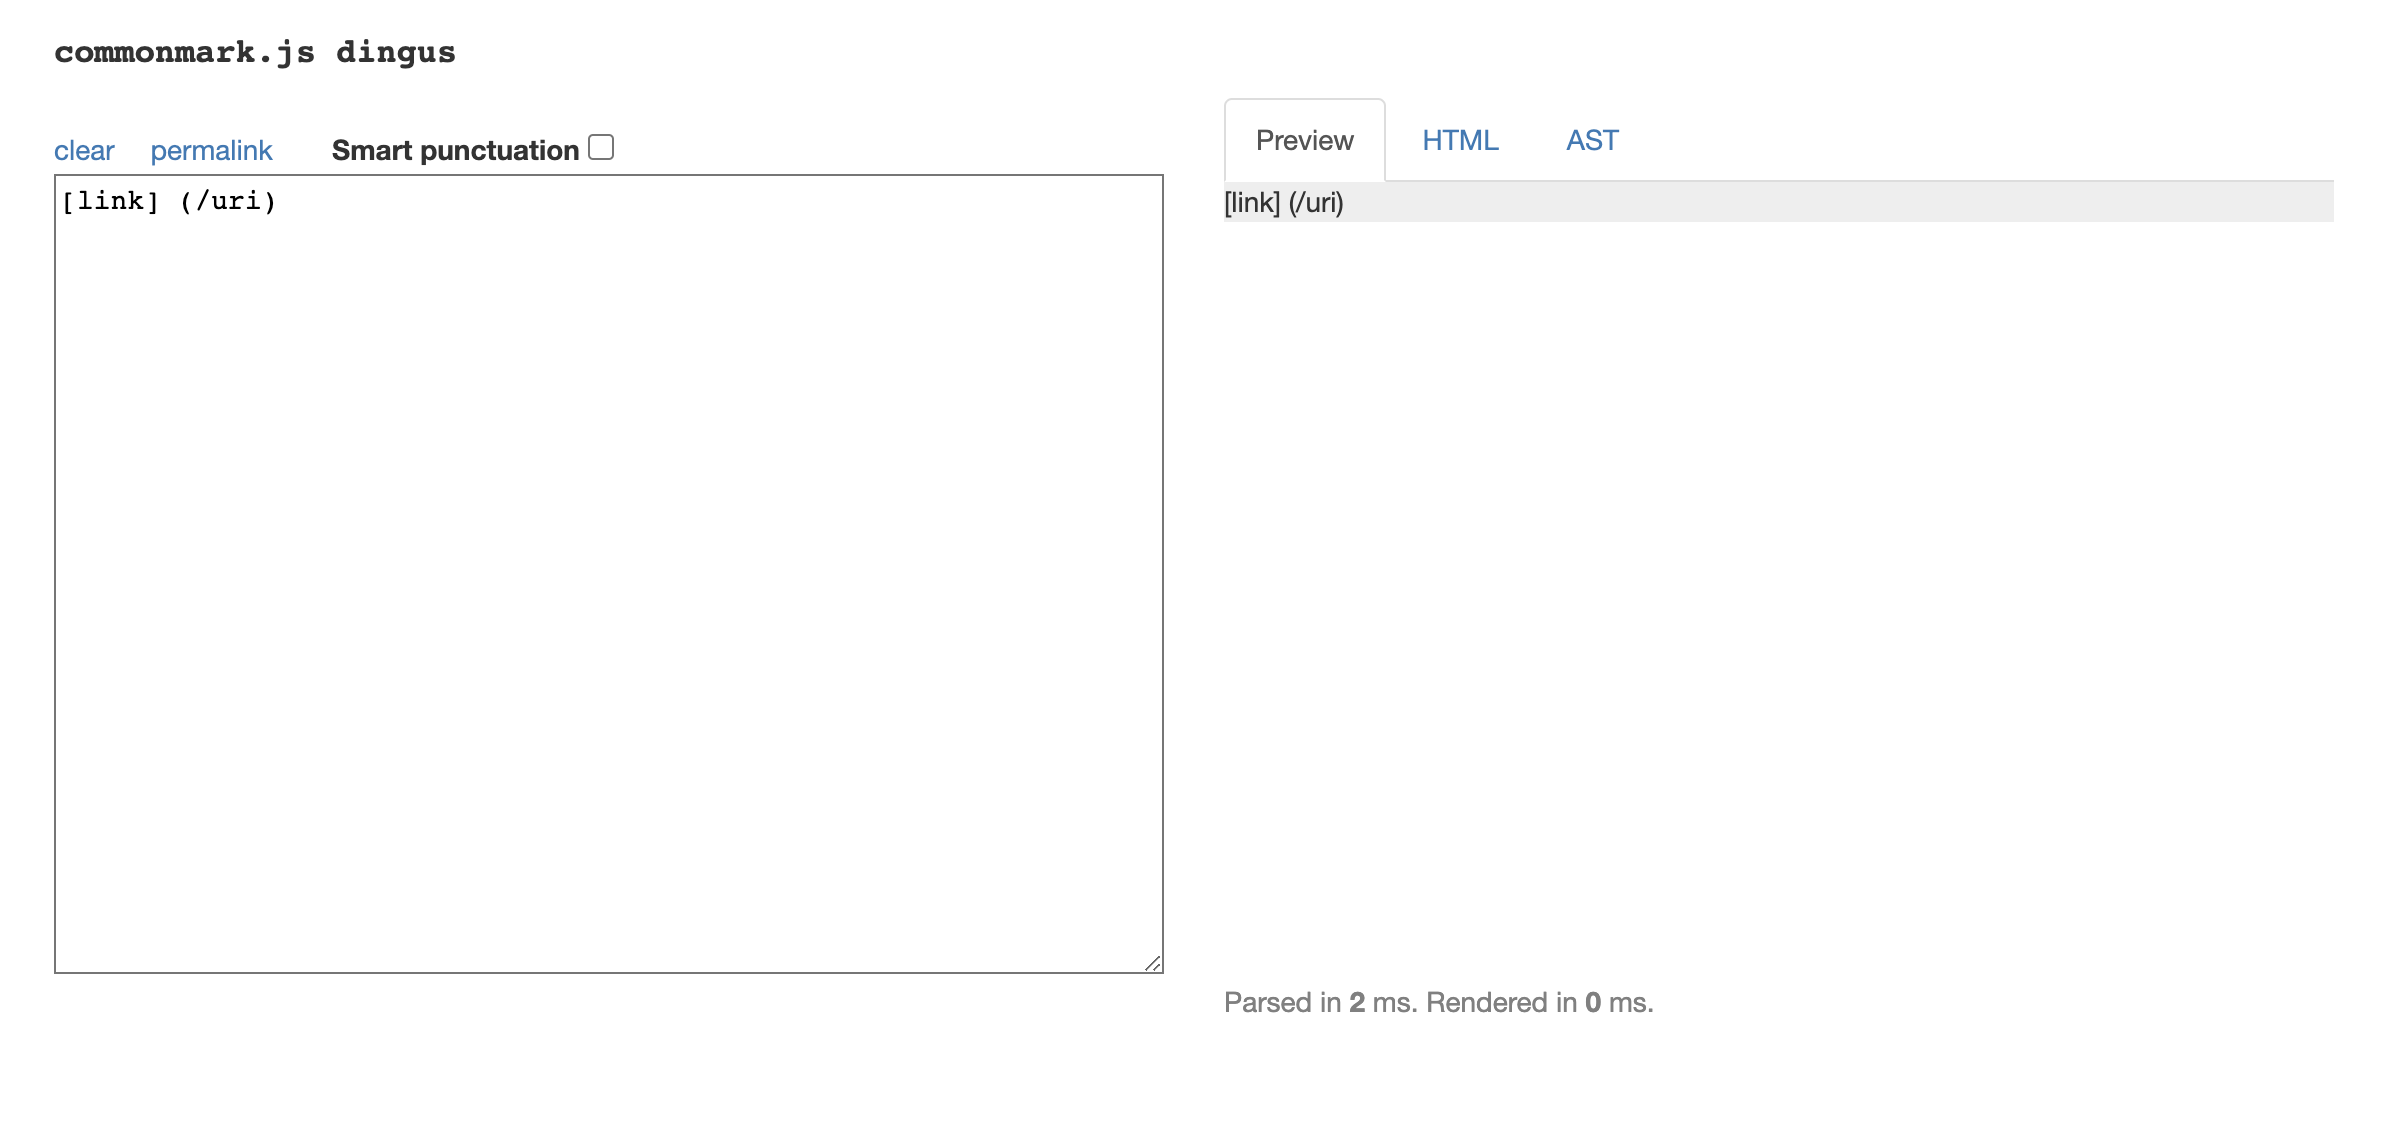 commonmark.js dingus
clear permalink Smart punctuation
[link] (/uri)
Preview HTML AST
[link] (/uri)
Parsed in 2 ms. Rendered in 0 ms.